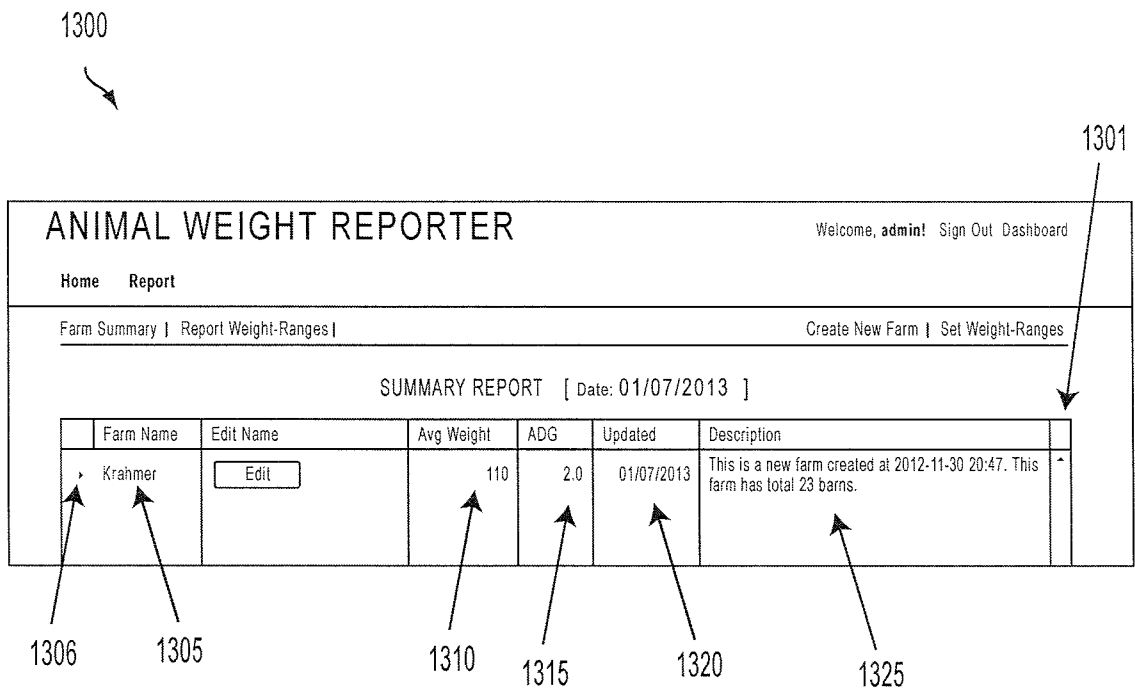 1300
1301
ANIMAL WEIGHT REPORTER
Welcome, admin! Sign Out Dashboard
Home Report
Farm Summary | Report Weight-Ranges |
Create New Farm | Set Weight-Ranges
SUMMARY REPORT [ Date: 01/07/2013 ]
Farm Name Edit Name Avg Weight ADG Updated Description
Krahmer Edit 110 2.0 01/07/2013 This is a new farm created at 2012-11-30 20:47. This
farm has total 23 barns.
1306 1305 1310 1315 1320 1325